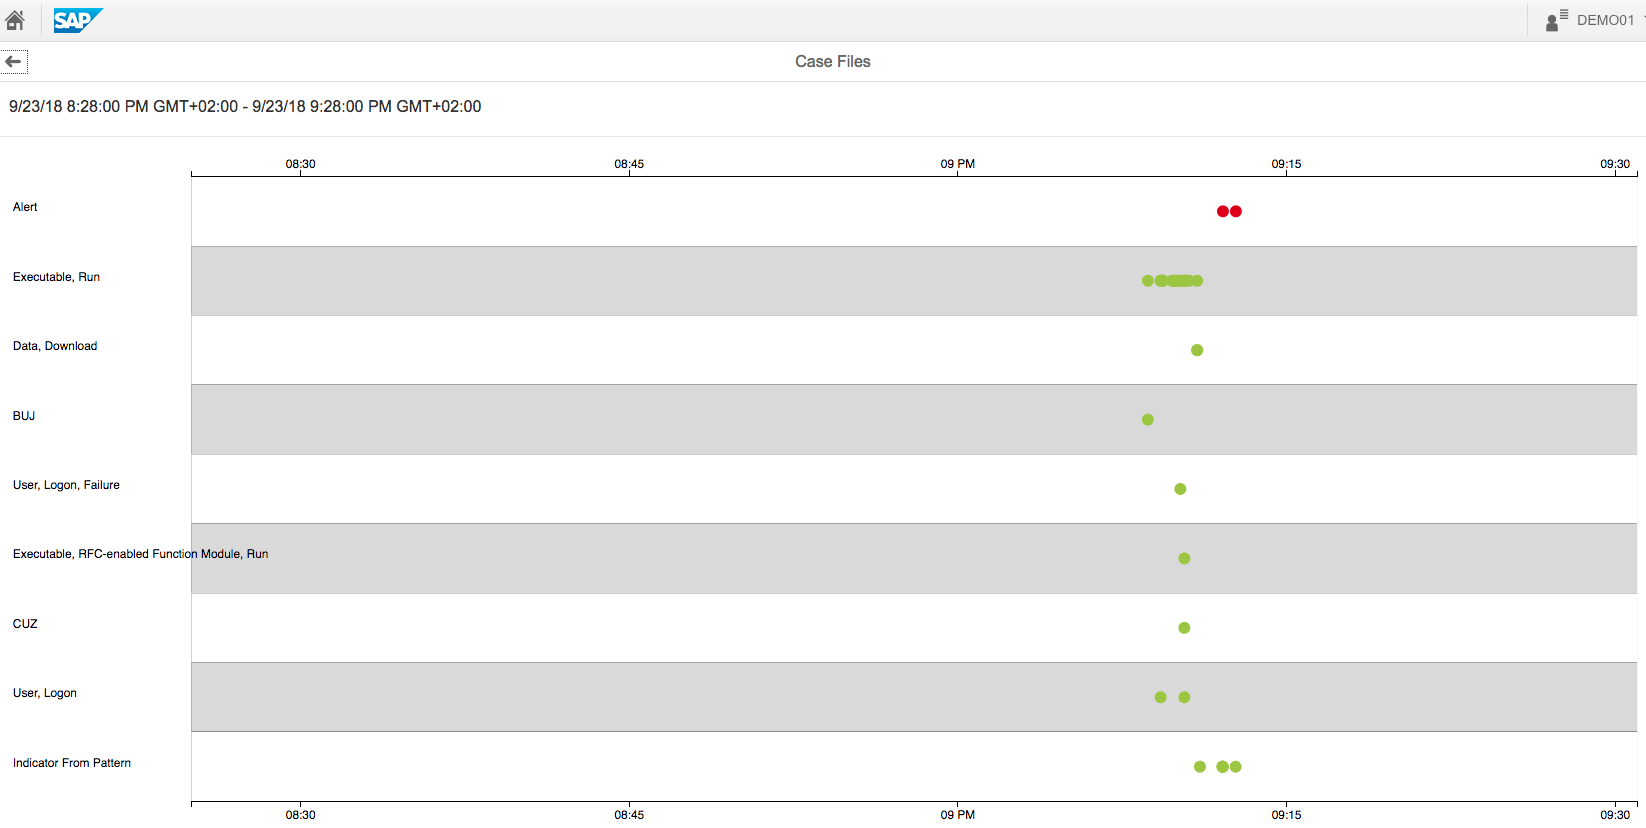 SAP
DEMO01
Case Files
9/23/18 8:28:00 PM GMT+02:00 - 9/23/18 9:28:00 PM GMT+02:00
08:30 08:45 09 PM 09:15 09:30
Alert
Executable, Run
Data, Download
BUJ
User, Logon, Failure
Executable, RFC-enabled Function Module, Run
CUZ
User, Logon
Indicator From Pattern
08:30 08:45 09 PM 09:15 09:30